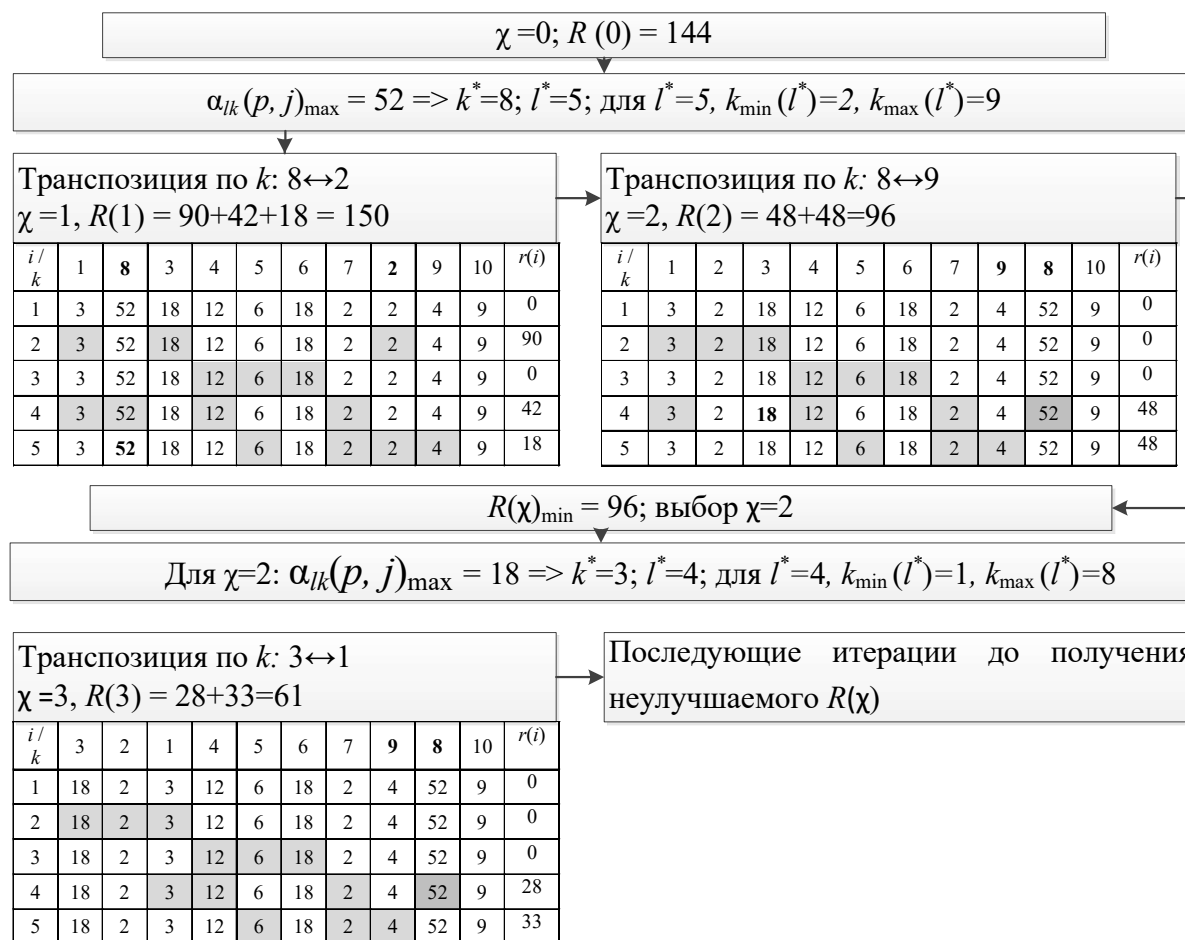 χ =0; R (0) = 144
αlk (p, j)max = 52 => k*=8; l*=5; для l*=5, kmin (l*)=2, kmax (l*)=9
Транспозиция по k: 8↔2
χ =1, R(1) = 90+42+18 = 150
i / k 1 8 3 4 5 6 7 2 9 10 r(i)
1 3 52 18 12 6 18 2 2 4 9 0
2 3 52 18 12 6 18 2 2 4 9 90
3 3 52 18 12 6 18 2 2 4 9 0
4 3 52 18 12 6 18 2 2 4 9 42
5 3 52 18 12 6 18 2 2 4 9 18
Транспозиция по k: 8↔9
χ =2, R(2) = 48+48=96
i / k 1 2 3 4 5 6 7 9 8 10 r(i)
1 3 2 18 12 6 18 2 4 52 9 0
2 3 2 18 12 6 18 2 4 52 9 0
3 3 2 18 12 6 18 2 4 52 9 0
4 3 2 18 12 6 18 2 4 52 9 48
5 3 2 18 12 6 18 2 4 52 9 48
R(χ)min = 96; выбор χ=2
Для χ=2: αlk(p, j)max = 18 => k*=3; l*=4; для l*=4, kmin (l*)=1, kmax (l*)=8
Транспозиция по k: 3↔1
χ =3, R(3) = 28+33=61
i / k 3 2 1 4 5 6 7 9 8 10 r(i)
1 18 2 3 12 6 18 2 4 52 9 0
2 18 2 3 12 6 18 2 4 52 9 0
3 18 2 3 12 6 18 2 4 52 9 0
4 18 2 3 12 6 18 2 4 52 9 28
5 18 2 3 12 6 18 2 4 52 9 33
Последующие итерации до получения
неулучшаемого R(χ)